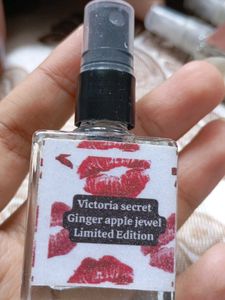 Victoria secret
Ginger apple jewel
Limited Edition